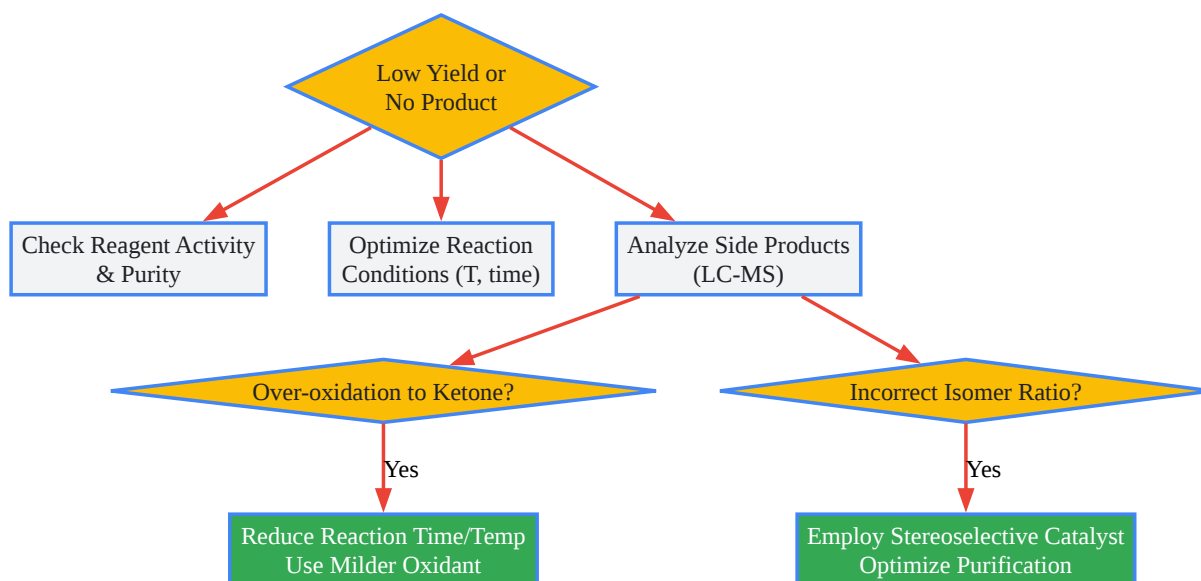 Low Yield or
No Product
Check Reagent Activity
& Purity
Optimize Reaction
Conditions (T, time)
Analyze Side Products
(LC-MS)
Over-oxidation to Ketone?
Incorrect Isomer Ratio?
Yes
Yes
Reduce Reaction Time/Temp
Use Milder Oxidant
Employ Stereoselective Catalyst
Optimize Purification